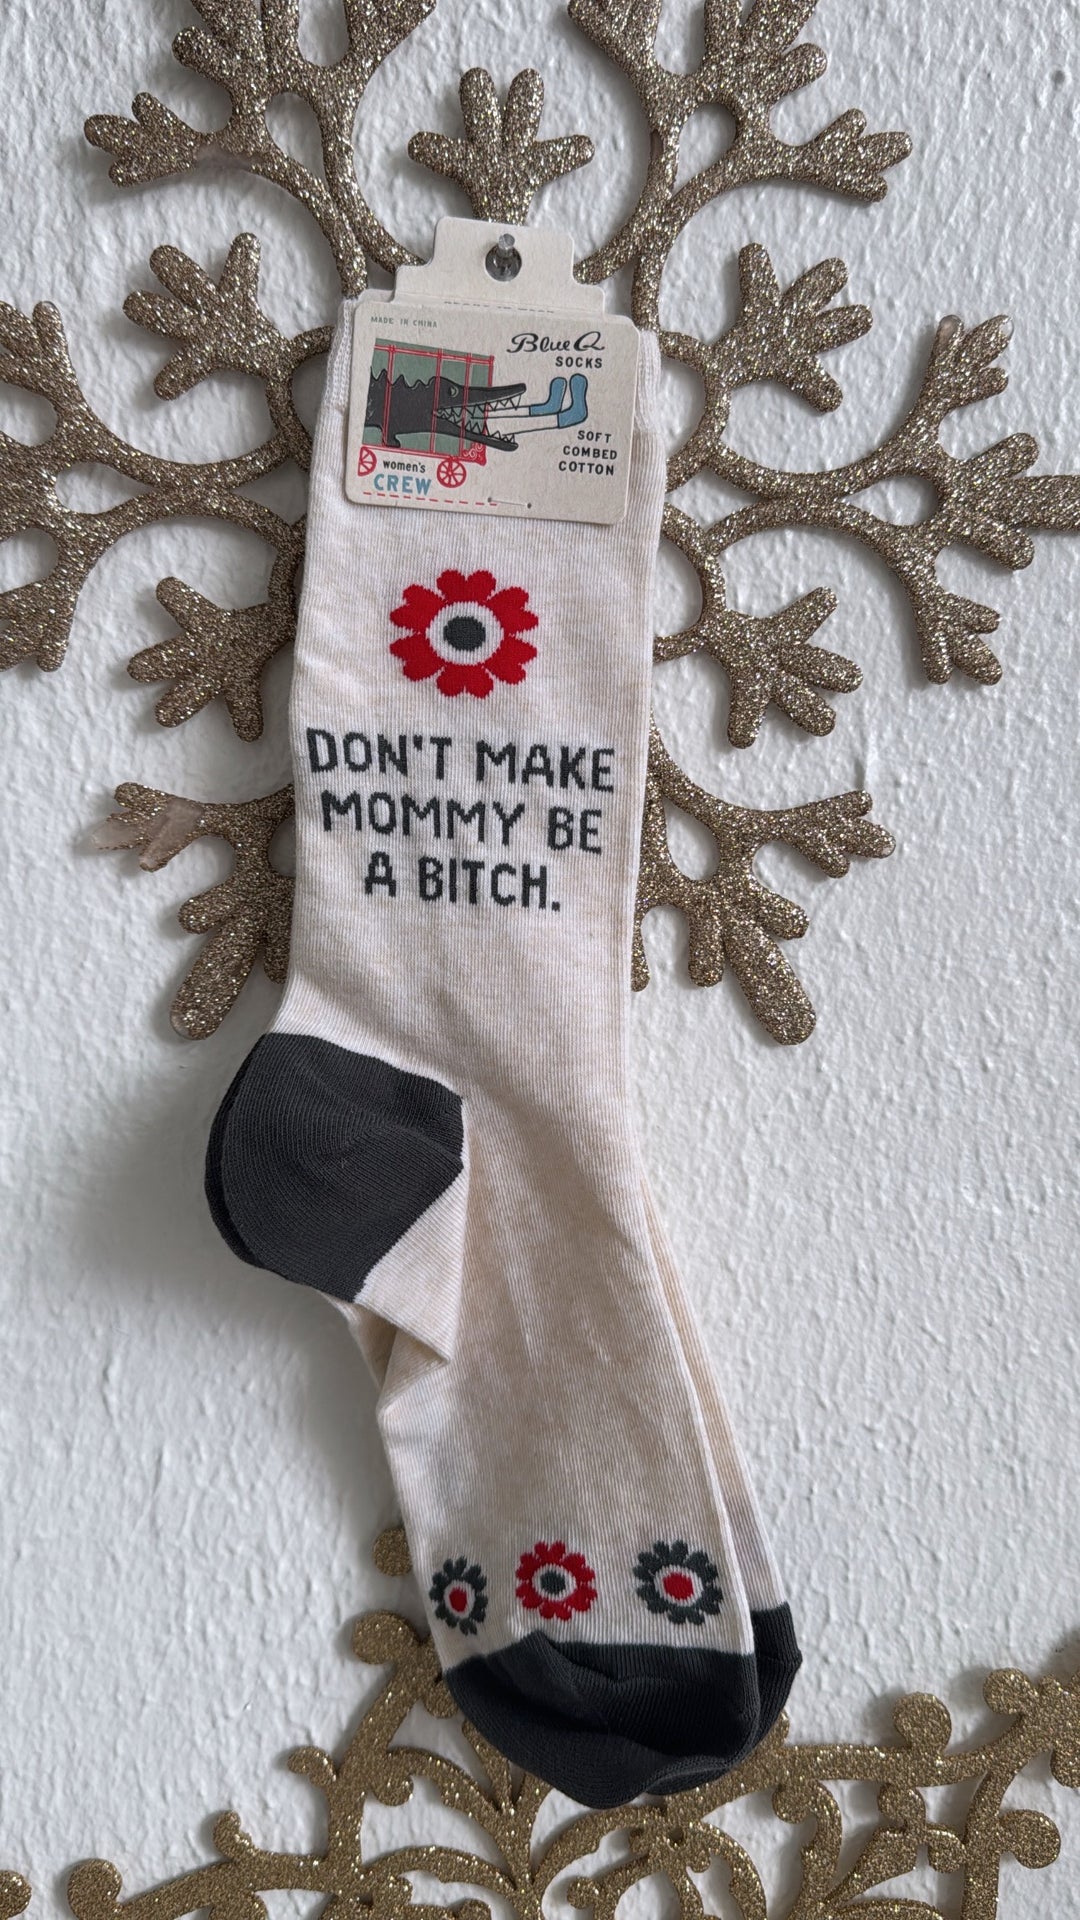 MADE IN CHINA
Blue Q
SOCKS
SOFT
COMBED
COTTON
women's
CREW
DON'T MAKE
MOMMY BE
A BITCH.